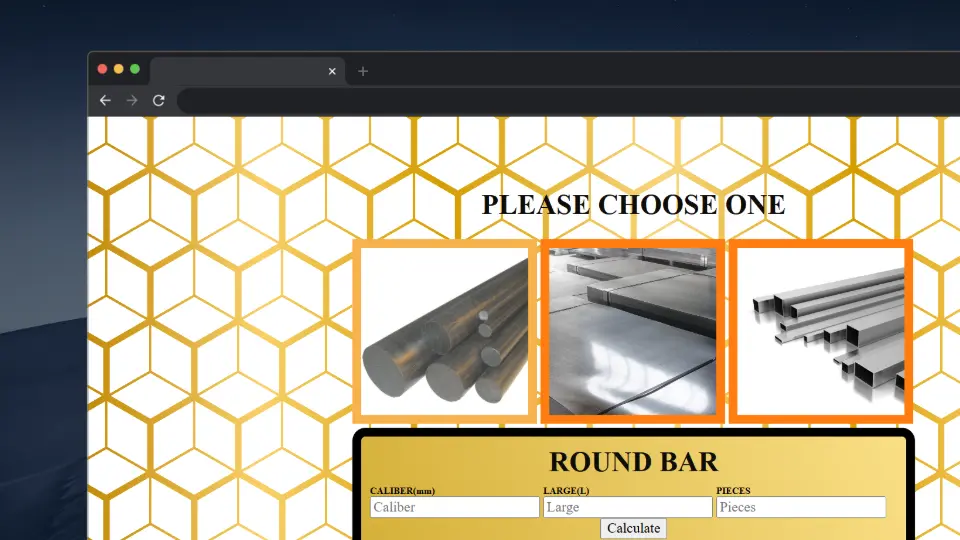 PLEASE CHOOSE ONE
ROUND BAR
CALIBER(mm) LARGE(L) PIECES
Caliber Large Pieces
Calculate